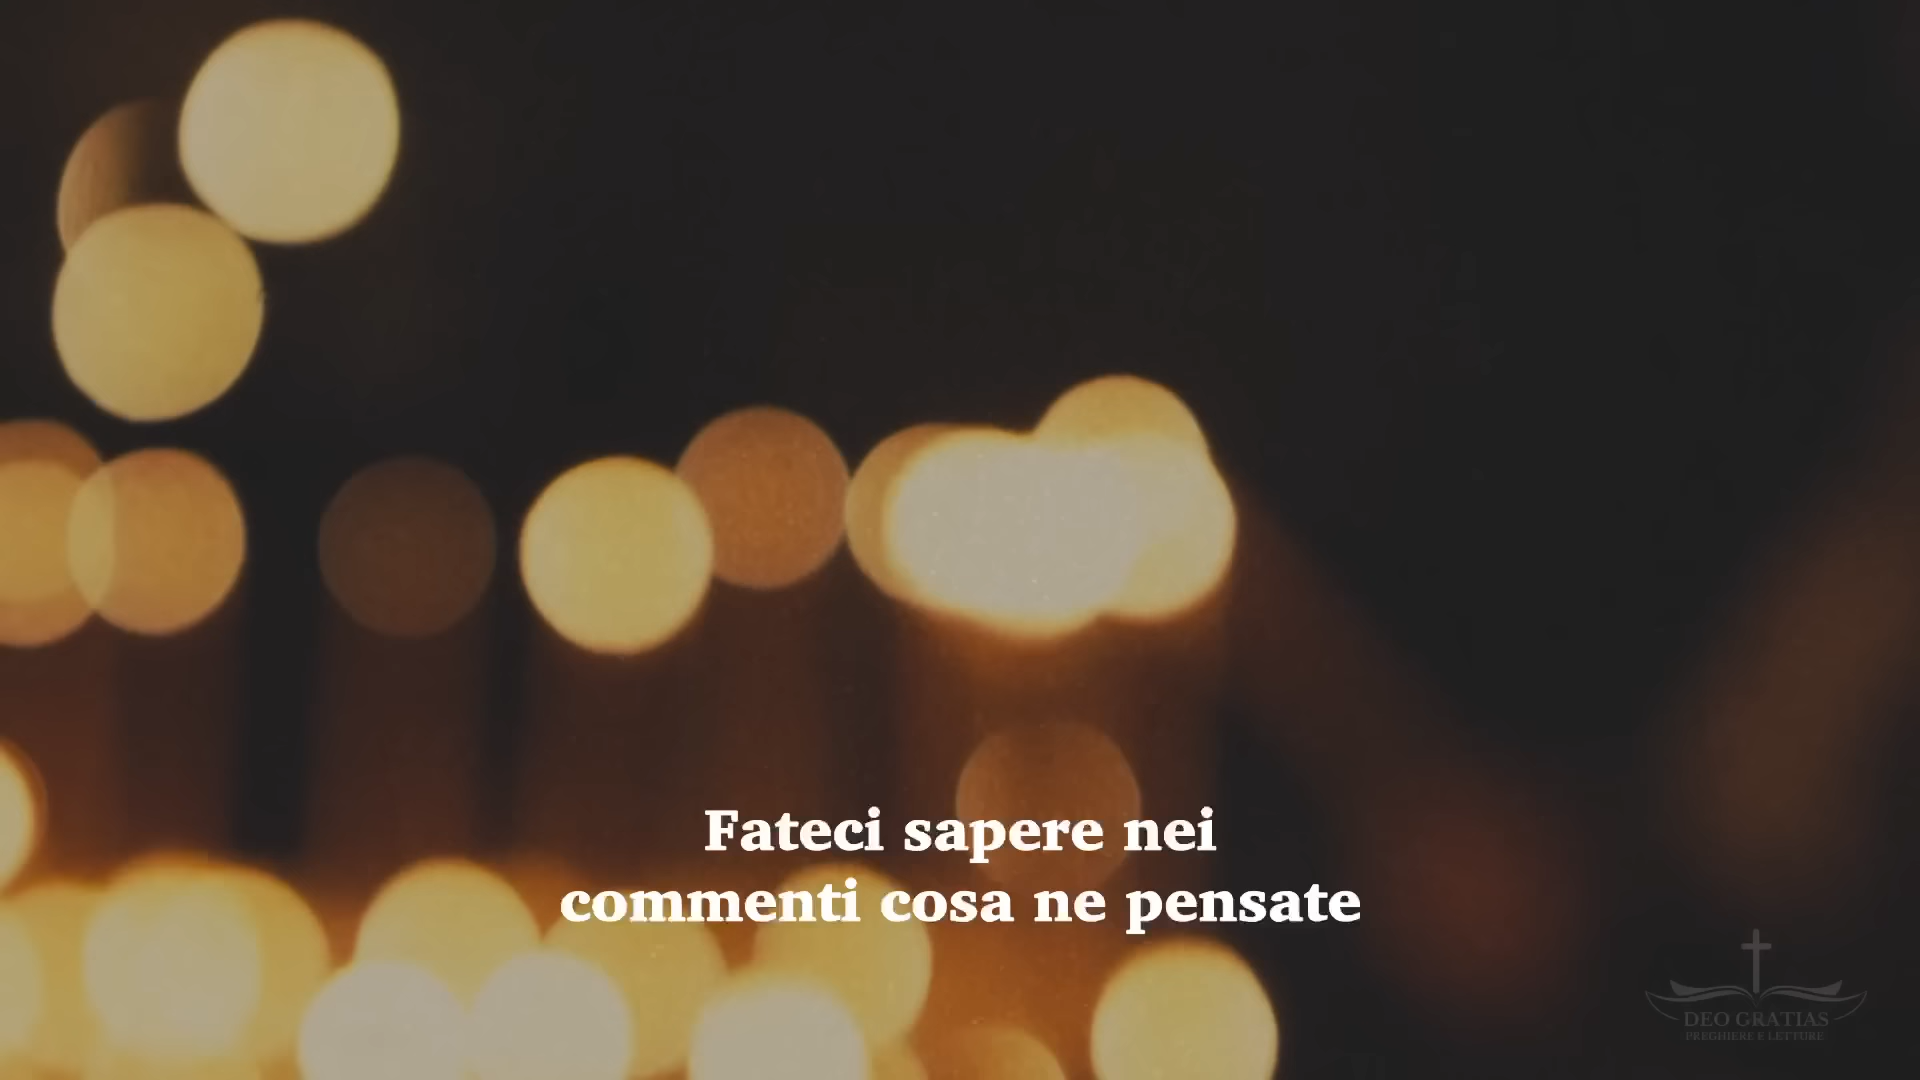 Fateci sapere nei
commenti cosa ne pensate
DEO GRATIAS
PREGHIERE E LETTURE